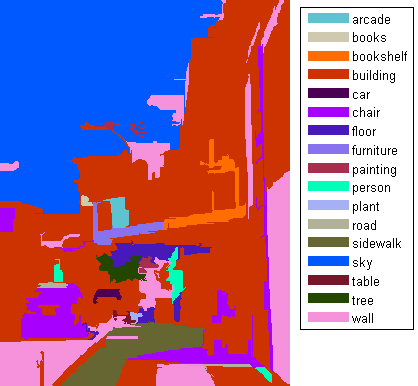 arcade
books
bookshelf
building
car
chair
floor
furniture
painting
person
plant
road
sidewalk
sky
table
tree
wall